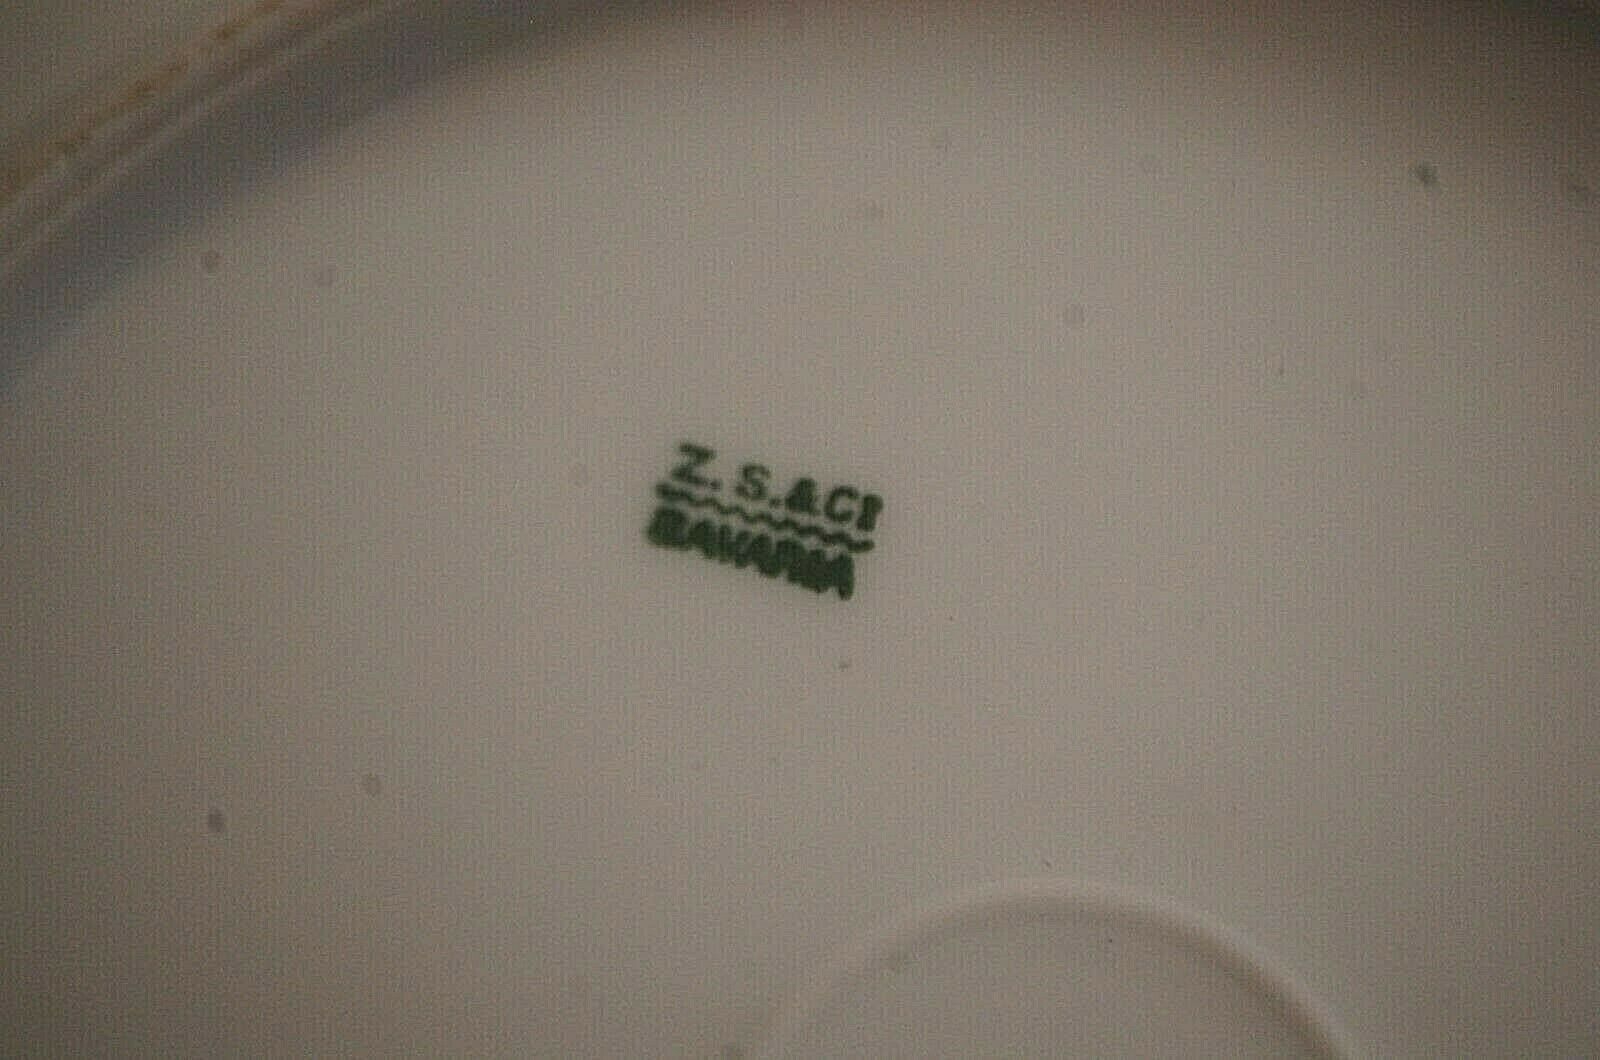 Z. S. & Cº
BAVARIA